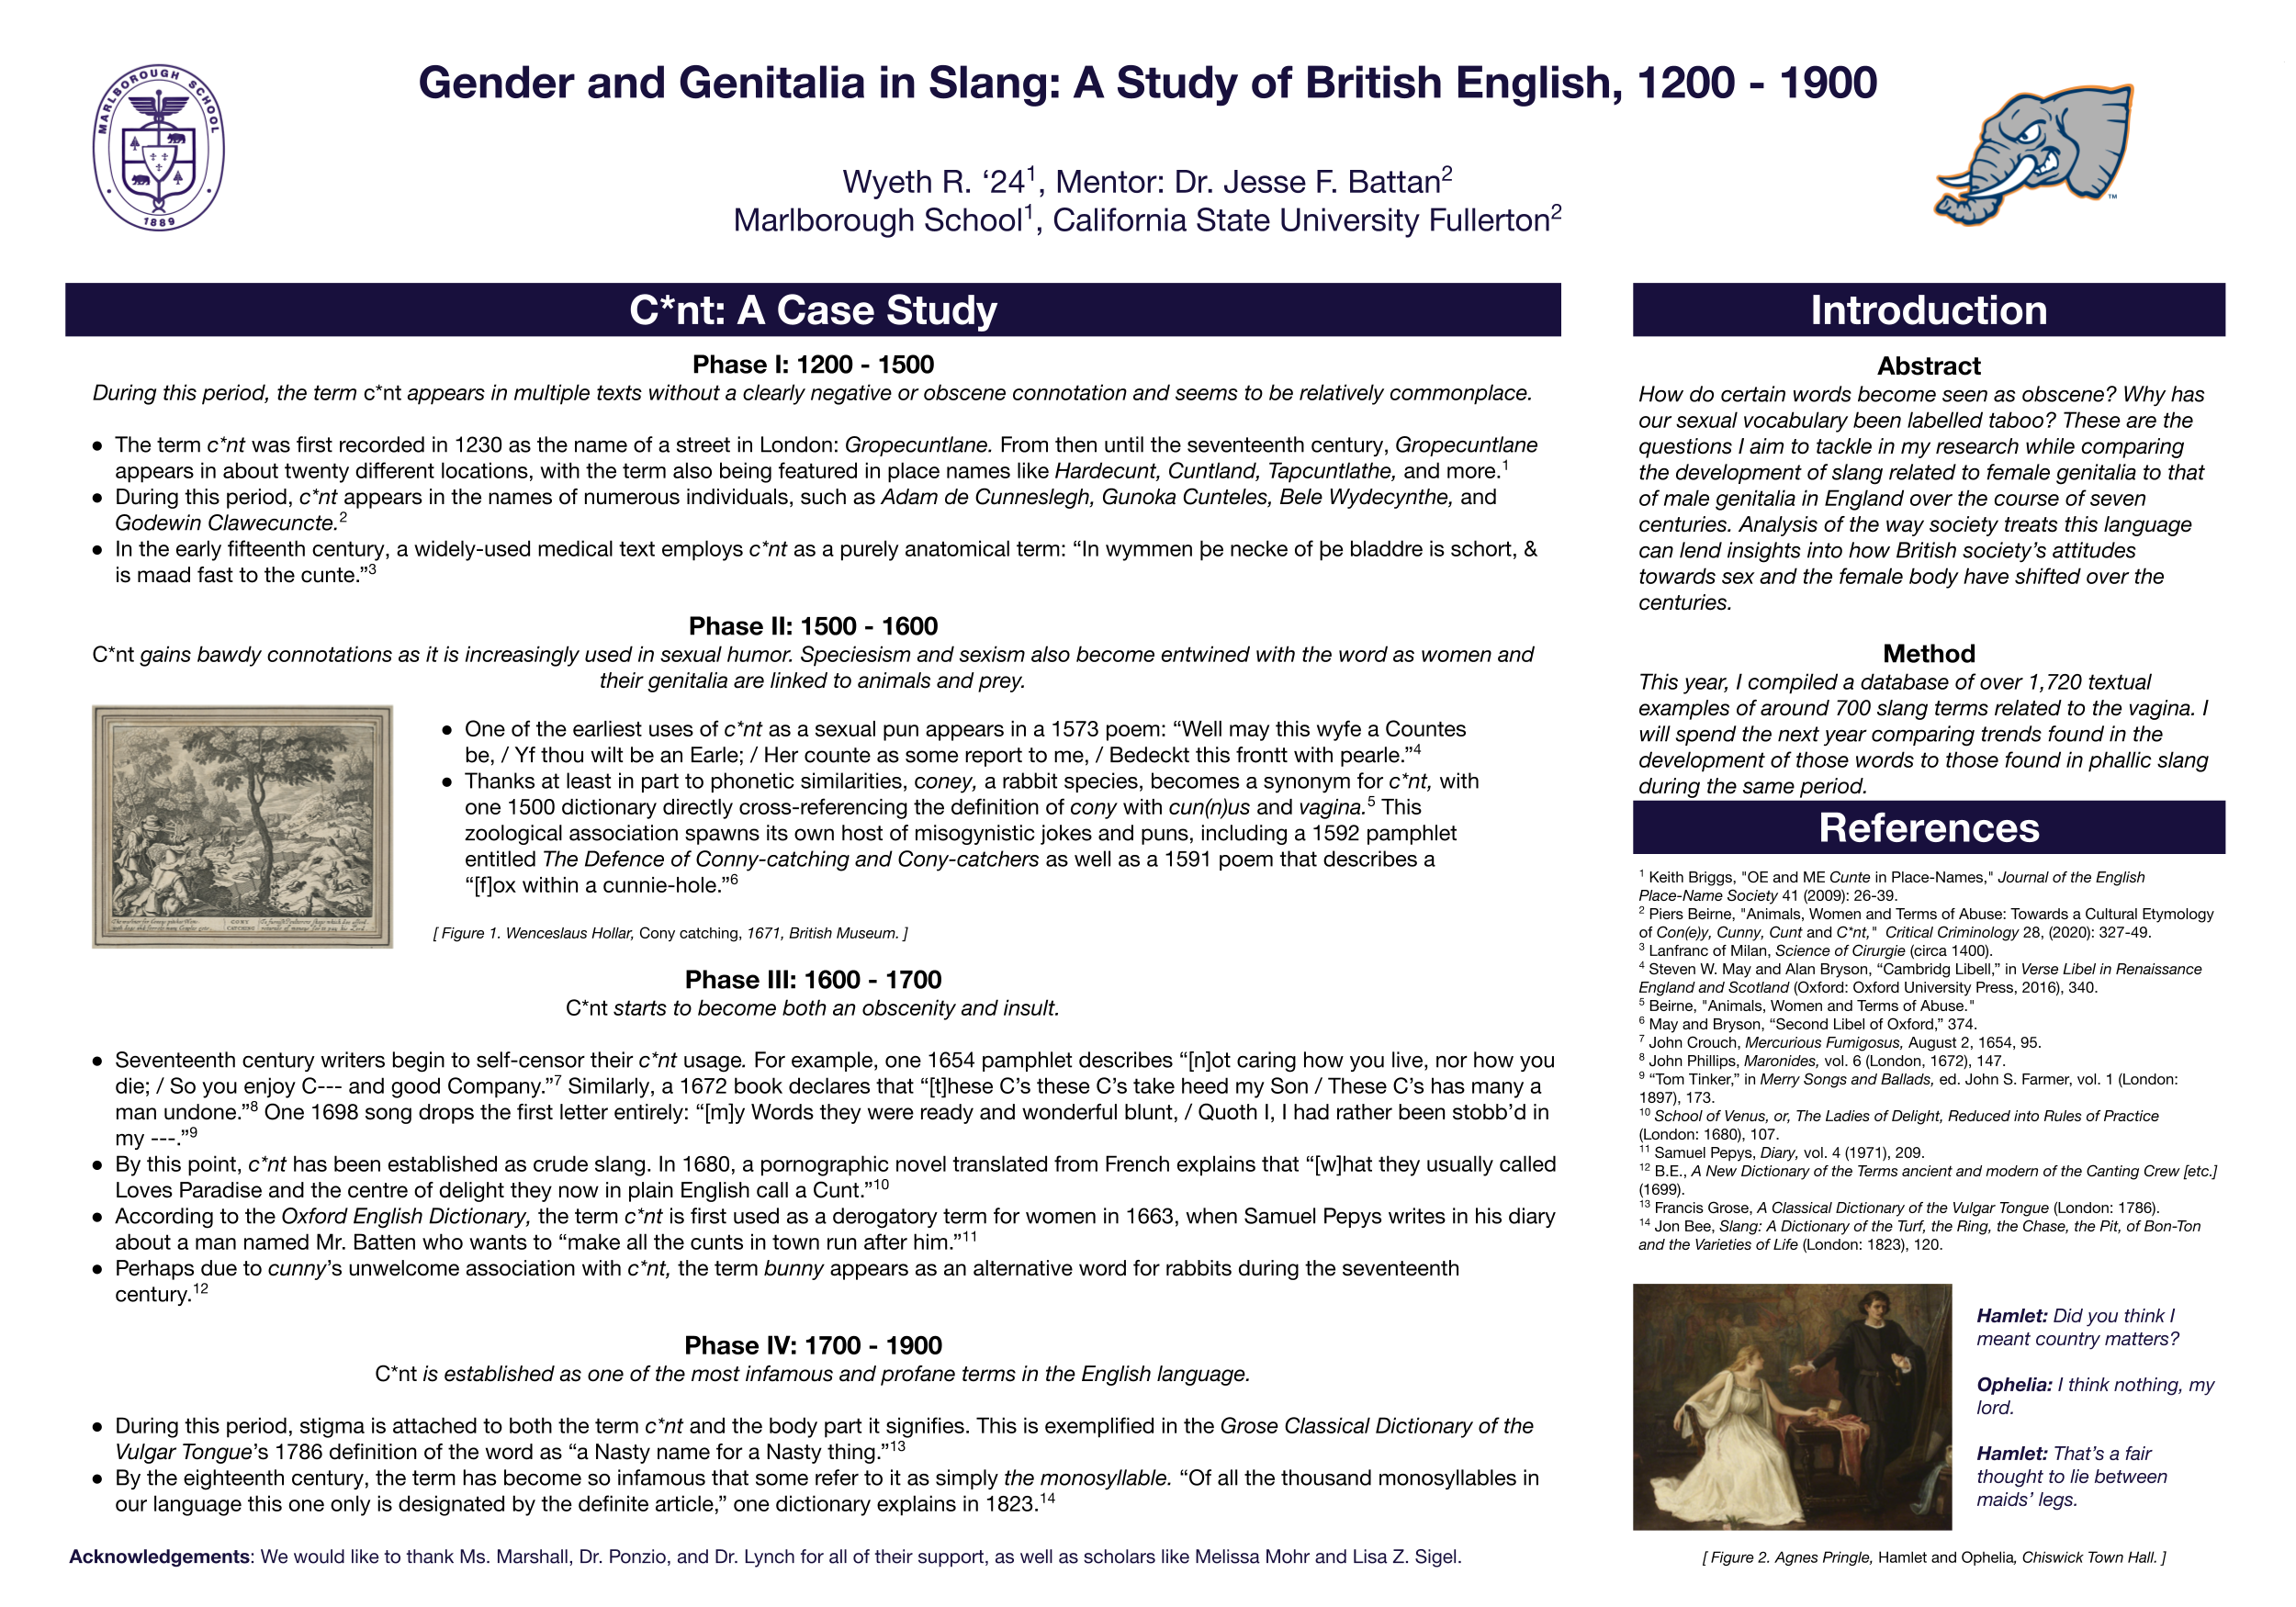 MARLBOROUGH SCHOOL
1889
Gender and Genitalia in Slang: A Study of British English, 1200 - 1900
Wyeth R. ‘24¹, Mentor: Dr. Jesse F. Battan²
Marlborough School¹, California State University Fullerton²
TM
C*nt: A Case Study
Phase I: 1200 - 1500
During this period, the term c*nt appears in multiple texts without a clearly negative or obscene connotation and seems to be relatively commonplace.
● The term c*nt was first recorded in 1230 as the name of a street in London: Gropecuntlane. From then until the seventeenth century, Gropecuntlane
appears in about twenty different locations, with the term also being featured in place names like Hardecunt, Cuntland, Tapcuntlathe, and more.¹
● During this period, c*nt appears in the names of numerous individuals, such as Adam de Cunneslegh, Gunoka Cunteles, Bele Wydecynthe, and
Godewin Clawecuncte.²
● In the early fifteenth century, a widely-used medical text employs c*nt as a purely anatomical term: “In wymmen þe necke of þe bladdre is schort, &
is maad fast to the cunte.”³
Phase II: 1500 - 1600
C*nt gains bawdy connotations as it is increasingly used in sexual humor. Speciesism and sexism also become entwined with the word as women and
their genitalia are linked to animals and prey.
● One of the earliest uses of c*nt as a sexual pun appears in a 1573 poem: “Well may this wyfe a Countes
be, / Yf thou wilt be an Earle; / Her counte as some report to me, / Bedeckt this frontt with pearle.”⁴
● Thanks at least in part to phonetic similarities, coney, a rabbit species, becomes a synonym for c*nt, with
one 1500 dictionary directly cross-referencing the definition of cony with cun(n)us and vagina.⁵ This
zoological association spawns its own host of misogynistic jokes and puns, including a 1592 pamphlet
entitled The Defence of Conny-catching and Cony-catchers as well as a 1591 poem that describes a
“[f]ox within a cunnie-hole.”⁶
CONY
CATCHING
[ Figure 1. Wenceslaus Hollar, Cony catching, 1671, British Museum. ]
Phase III: 1600 - 1700
C*nt starts to become both an obscenity and insult.
● Seventeenth century writers begin to self-censor their c*nt usage. For example, one 1654 pamphlet describes “[n]ot caring how you live, nor how you
die; / So you enjoy C--- and good Company.”⁷ Similarly, a 1672 book declares that “[t]hese C’s these C’s take heed my Son / These C’s has many a
man undone.”⁸ One 1698 song drops the first letter entirely: “[m]y Words they were ready and wonderful blunt, / Quoth I, I had rather been stobb’d in
my ---.”⁹
● By this point, c*nt has been established as crude slang. In 1680, a pornographic novel translated from French explains that “[w]hat they usually called
Loves Paradise and the centre of delight they now in plain English call a Cunt.”¹⁰
● According to the Oxford English Dictionary, the term c*nt is first used as a derogatory term for women in 1663, when Samuel Pepys writes in his diary
about a man named Mr. Batten who wants to “make all the cunts in town run after him.”¹¹
● Perhaps due to cunny’s unwelcome association with c*nt, the term bunny appears as an alternative word for rabbits during the seventeenth
century.¹²
Phase IV: 1700 - 1900
C*nt is established as one of the most infamous and profane terms in the English language.
● During this period, stigma is attached to both the term c*nt and the body part it signifies. This is exemplified in the Grose Classical Dictionary of the
Vulgar Tongue’s 1786 definition of the word as “a Nasty name for a Nasty thing.”¹³
● By the eighteenth century, the term has become so infamous that some refer to it as simply the monosyllable. “Of all the thousand monosyllables in
our language this one only is designated by the definite article,” one dictionary explains in 1823.¹⁴
Acknowledgements: We would like to thank Ms. Marshall, Dr. Ponzio, and Dr. Lynch for all of their support, as well as scholars like Melissa Mohr and Lisa Z. Sigel.
Introduction
Abstract
How do certain words become seen as obscene? Why has
our sexual vocabulary been labelled taboo? These are the
questions I aim to tackle in my research while comparing
the development of slang related to female genitalia to that
of male genitalia in England over the course of seven
centuries. Analysis of the way society treats this language
can lend insights into how British society’s attitudes
towards sex and the female body have shifted over the
centuries.
Method
This year, I compiled a database of over 1,720 textual
examples of around 700 slang terms related to the vagina. I
will spend the next year comparing trends found in the
development of those words to those found in phallic slang
during the same period.
References
¹ Keith Briggs, "OE and ME Cunte in Place-Names," Journal of the English
Place-Name Society 41 (2009): 26-39.
² Piers Beirne, "Animals, Women and Terms of Abuse: Towards a Cultural Etymology
of Con(e)y, Cunny, Cunt and C*nt," Critical Criminology 28, (2020): 327-49.
³ Lanfranc of Milan, Science of Cirurgie (circa 1400).
⁴ Steven W. May and Alan Bryson, “Cambridg Libell,” in Verse Libel in Renaissance
England and Scotland (Oxford: Oxford University Press, 2016), 340.
⁵ Beirne, "Animals, Women and Terms of Abuse."
⁶ May and Bryson, “Second Libel of Oxford,” 374.
⁷ John Crouch, Mercurious Fumigosus, August 2, 1654, 95.
⁸ John Phillips, Maronides, vol. 6 (London, 1672), 147.
⁹ “Tom Tinker,” in Merry Songs and Ballads, ed. John S. Farmer, vol. 1 (London:
1897), 173.
¹⁰ School of Venus, or, The Ladies of Delight, Reduced into Rules of Practice
(London: 1680), 107.
¹¹ Samuel Pepys, Diary, vol. 4 (1971), 209.
¹² B.E., A New Dictionary of the Terms ancient and modern of the Canting Crew [etc.]
(1699).
¹³ Francis Grose, A Classical Dictionary of the Vulgar Tongue (London: 1786).
¹⁴ Jon Bee, Slang: A Dictionary of the Turf, the Ring, the Chase, the Pit, of Bon-Ton
and the Varieties of Life (London: 1823), 120.
Hamlet: Did you think I
meant country matters?
Ophelia: I think nothing, my
lord.
Hamlet: That’s a fair
thought to lie between
maids’ legs.
[ Figure 2. Agnes Pringle, Hamlet and Ophelia, Chiswick Town Hall. ]